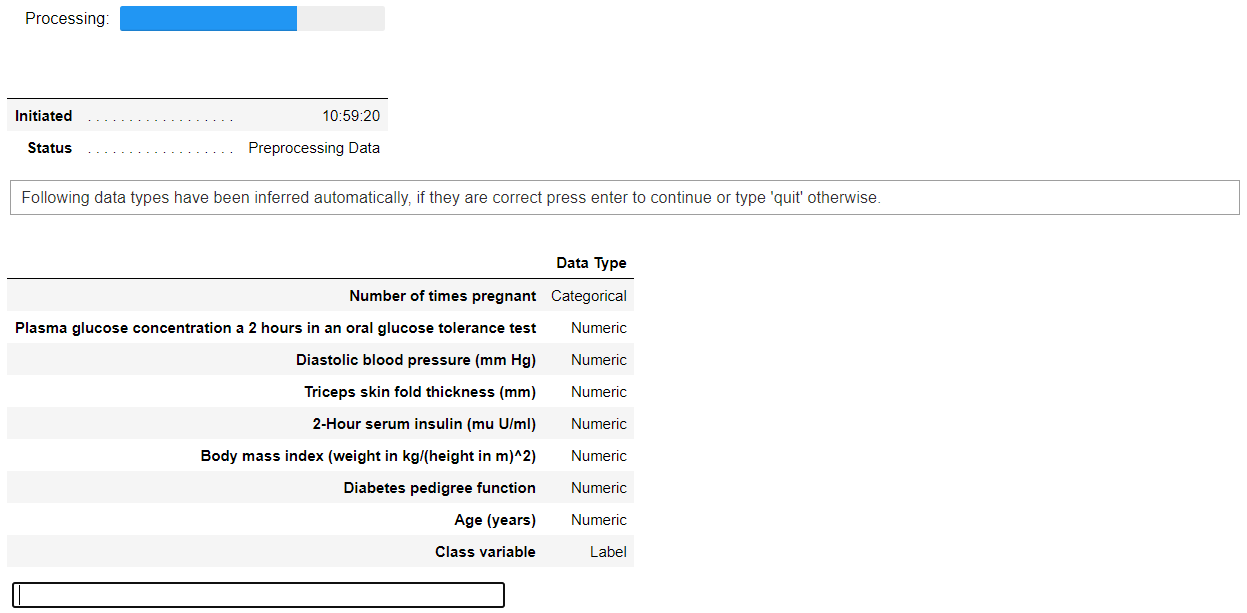 Processing:
Initiated . . . . . . . . . . . . . . . . . . 10:59:20
Status . . . . . . . . . . . . . . . . . . Preprocessing Data
Following data types have been inferred automatically, if they are correct press enter to continue or type 'quit' otherwise.
Data Type
Number of times pregnant Categorical
Plasma glucose concentration a 2 hours in an oral glucose tolerance test Numeric
Diastolic blood pressure (mm Hg) Numeric
Triceps skin fold thickness (mm) Numeric
2-Hour serum insulin (mu U/ml) Numeric
Body mass index (weight in kg/(height in m)^2) Numeric
Diabetes pedigree function Numeric
Age (years) Numeric
Class variable Label